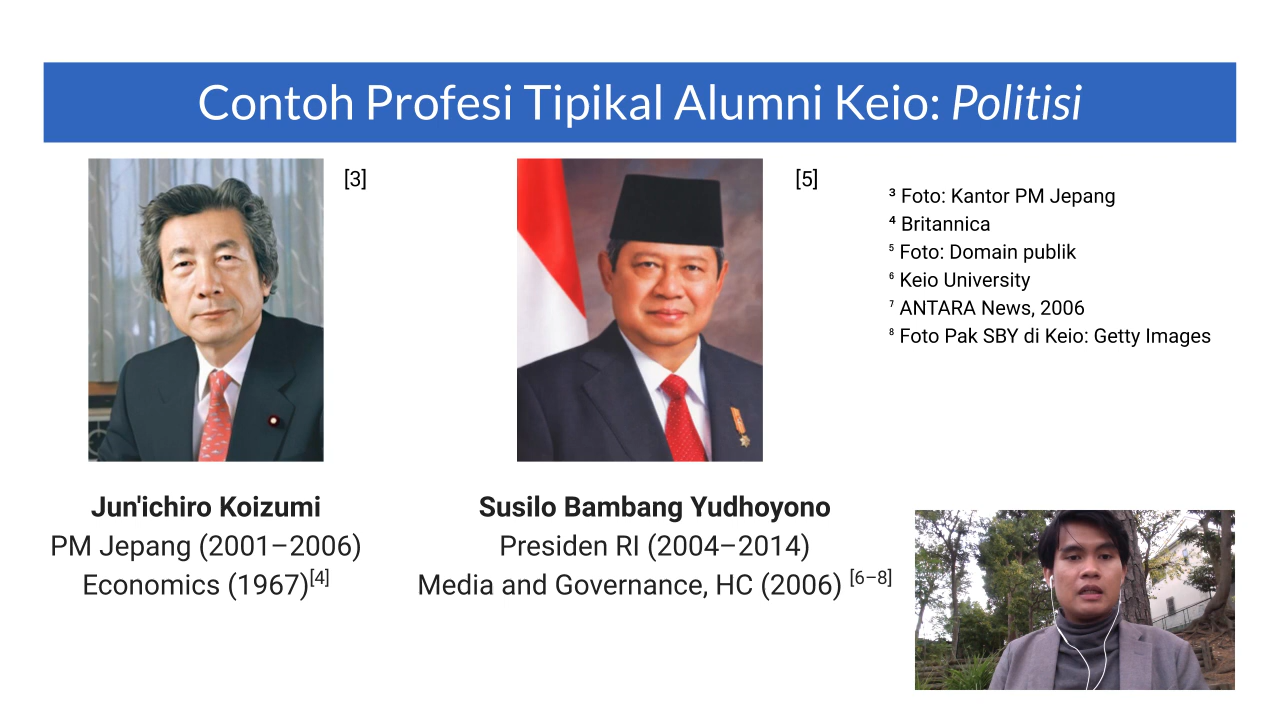 Contoh Profesi Tipikal Alumni Keio: Politisi
[3]
[5]
³ Foto: Kantor PM Jepang
⁴ Britannica
⁵ Foto: Domain publik
⁶ Keio University
⁷ ANTARA News, 2006
⁸ Foto Pak SBY di Keio: Getty Images
Jun'ichiro Koizumi
PM Jepang (2001–2006)
Economics (1967)[4]
Susilo Bambang Yudhoyono
Presiden RI (2004–2014)
Media and Governance, HC (2006) [6–8]